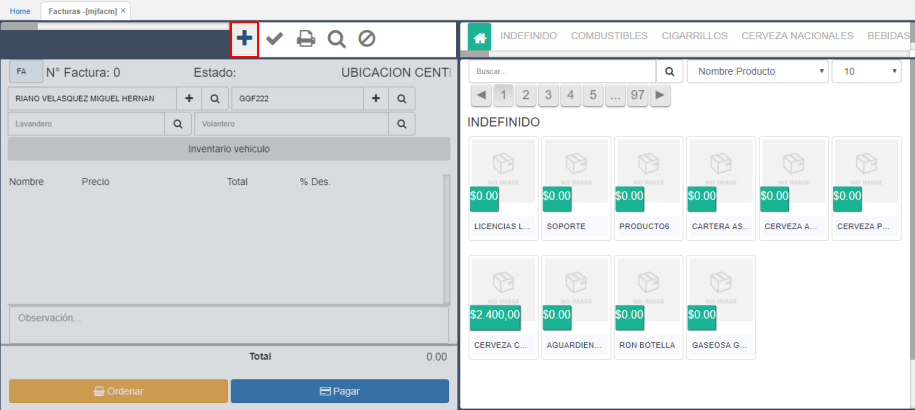 Home
Facturas -[mjfacm] ×
INDEFINIDO COMBUSTIBLES CIGARRILLOS CERVEZA NACIONALES BEBIDAS
FA N° Factura: 0 Estado: UBICACION CENT
RIANO VELASQUEZ MIGUEL HERNAN
GGF222
Lavandero
Volantero
Inventario vehiculo
Nombre Precio Total % Des.
Observación...
Total 0.00
Ordenar
Pagar
Buscar...
Nombre Producto
10
1 2 3 4 5 ... 97
INDEFINIDO
NO IMAGE NO IMAGE NO IMAGE NO IMAGE NO IMAGE NO IMAGE
$0.00 $0.00 $0.00 $0.00 $0.00 $0.00
LICENCIAS L... SOPORTE PRODUCTO6 CARTERA AS... CERVEZA A... CERVEZA P...
NO IMAGE NO IMAGE NO IMAGE NO IMAGE
$2.400,00 $0.00 $0.00 $0.00
CERVEZA C... AGUARDIEN... RON BOTELLA GASEOSA G...